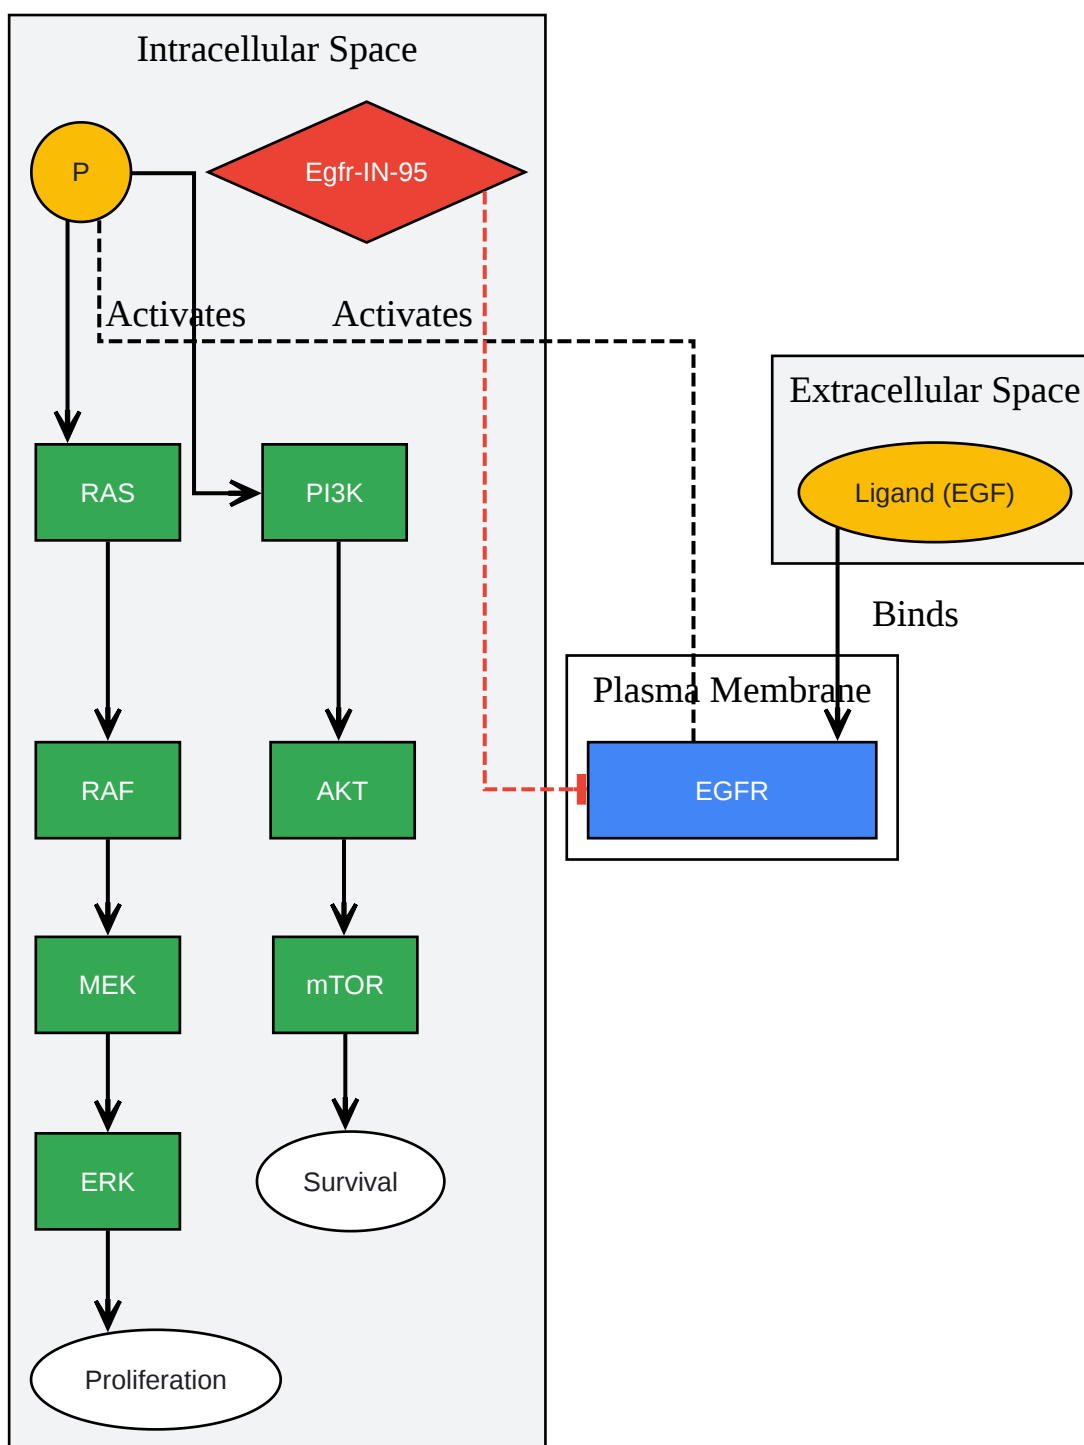 Intracellular Space
P
Egfr-IN-95
Activates
Activates
Extracellular Space
RAS
PI3K
Ligand (EGF)
Binds
Plasma Membrane
RAF
AKT
EGFR
MEK
mTOR
ERK
Survival
Proliferation